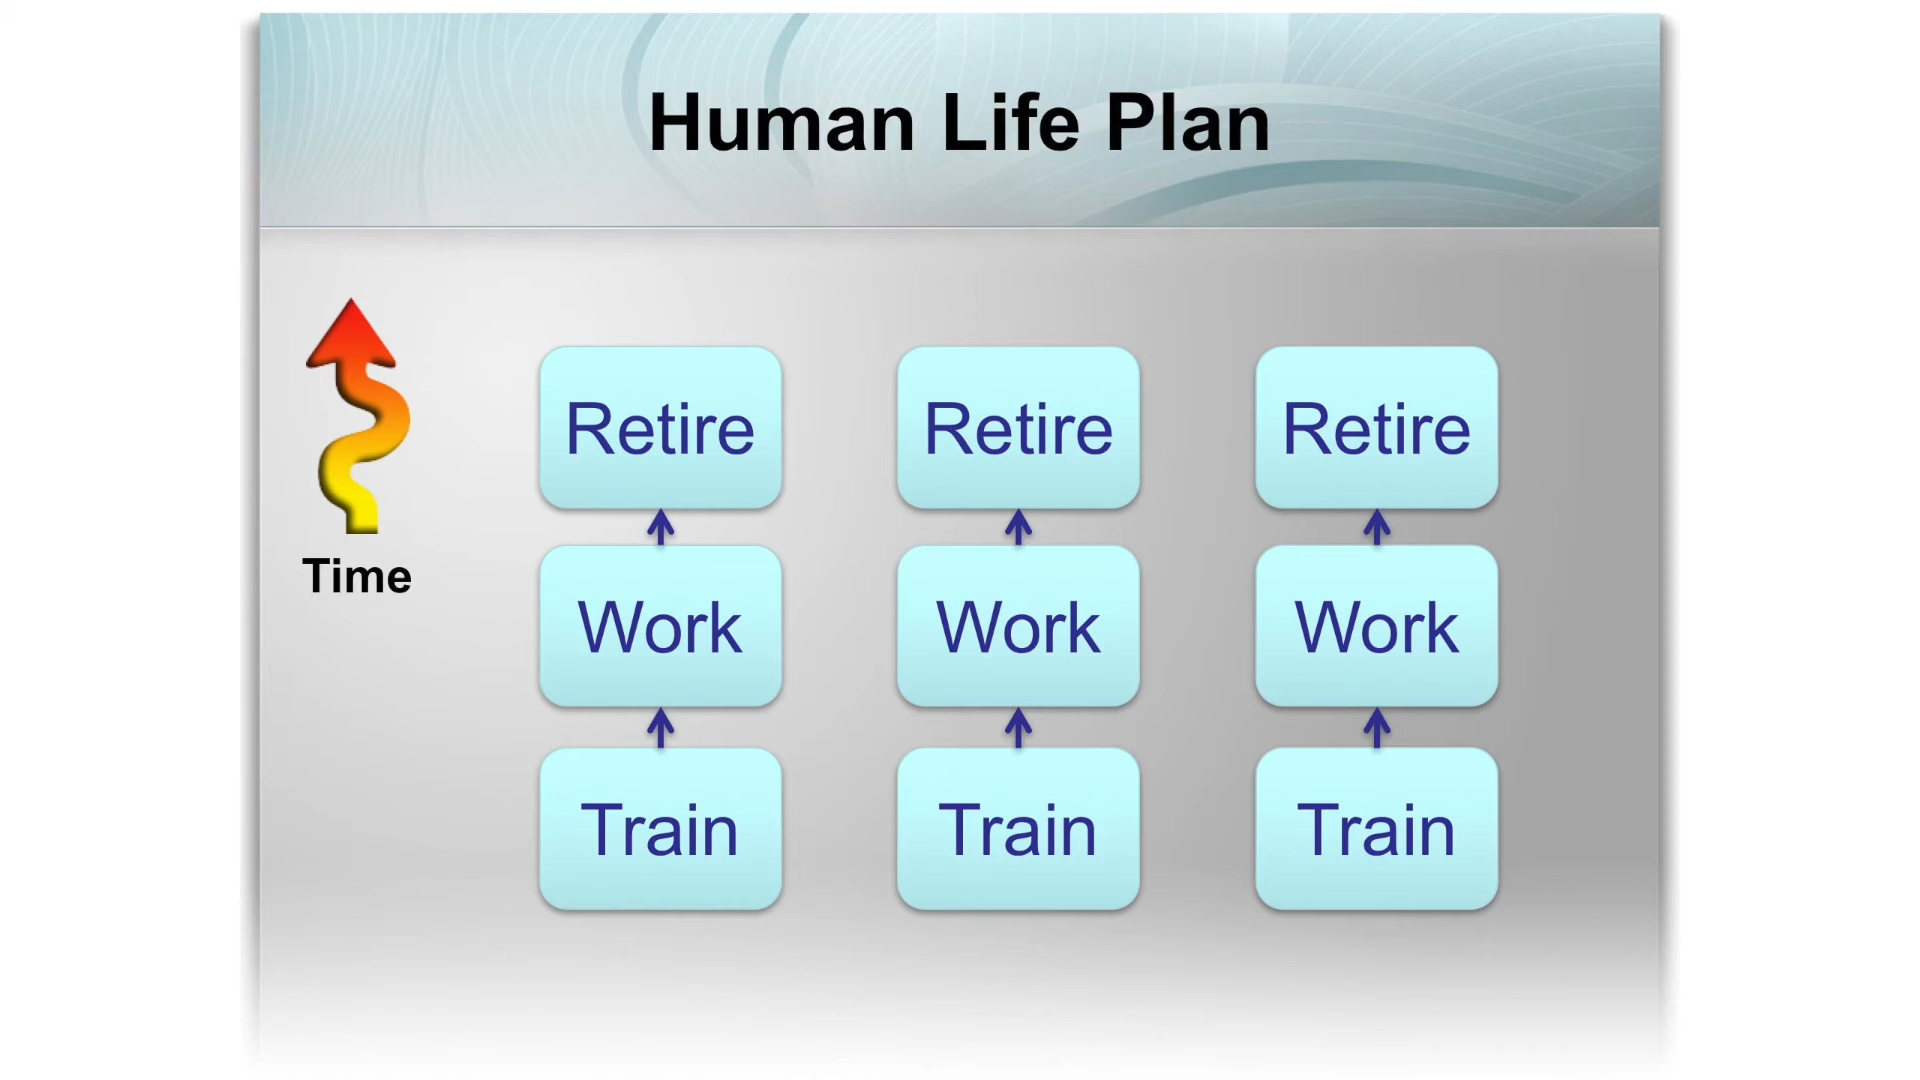 Human Life Plan
Retire Retire Retire
Time
Work Work Work
Train Train Train